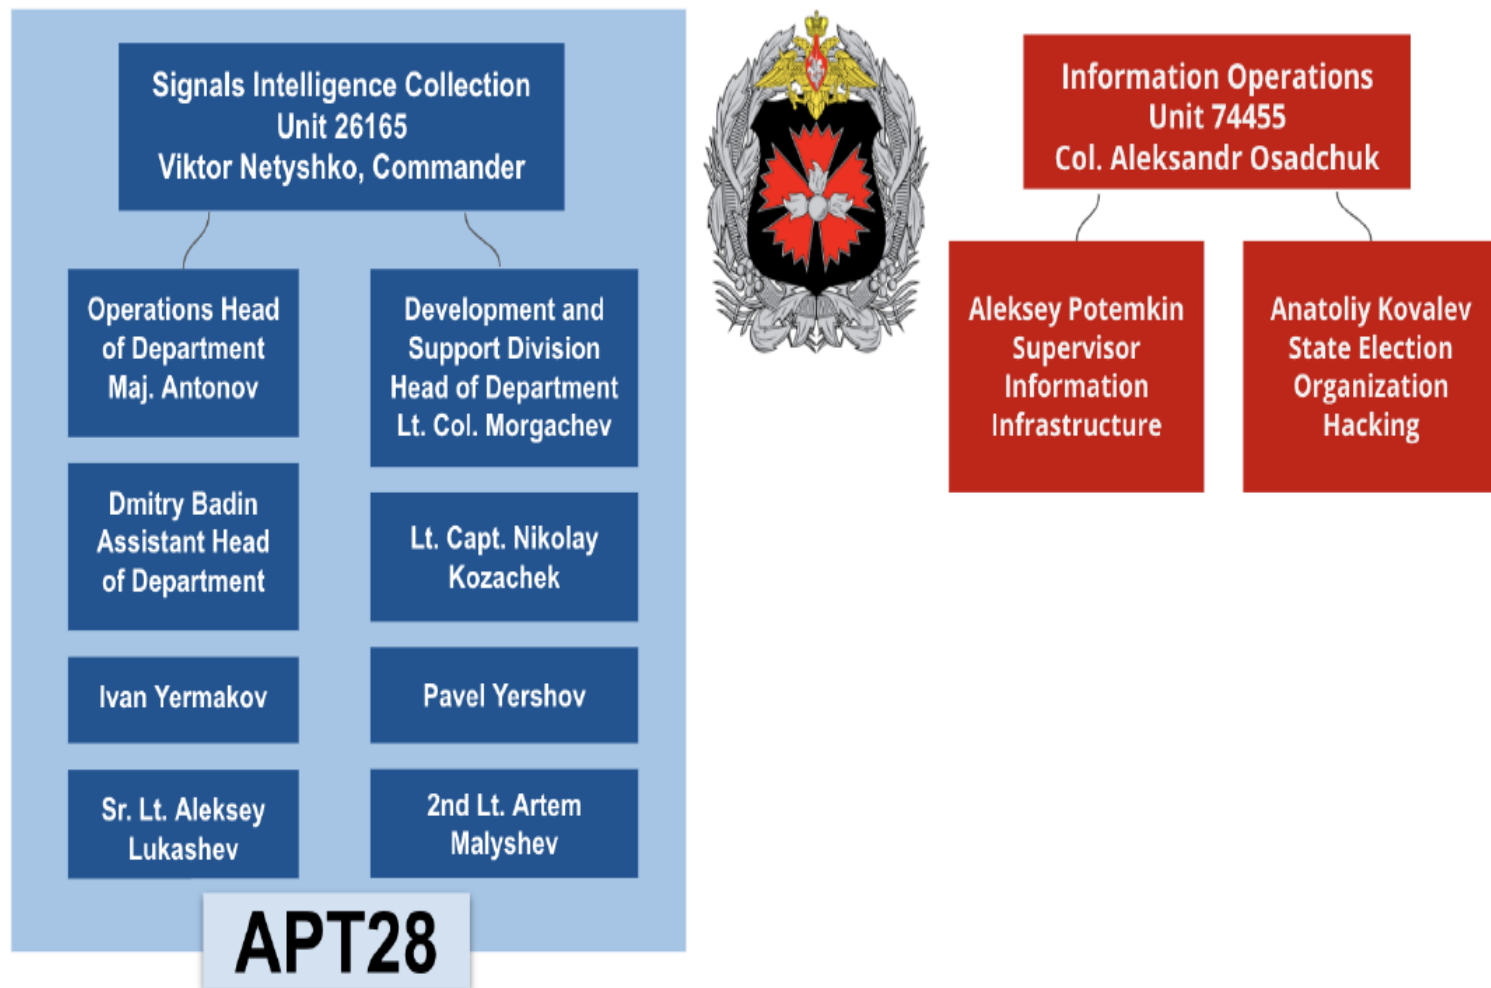 Signals Intelligence Collection
Unit 26165
Viktor Netyshko, Commander
Operations Head
of Department
Maj. Antonov
Dmitry Badin
Assistant Head
of Department
Ivan Yermakov
Sr. Lt. Aleksey
Lukashev
Development and
Support Division
Head of Department
Lt. Col. Morgachev
Lt. Capt. Nikolay
Kozachek
Pavel Yershov
2nd Lt. Artem
Malyshev
APT28
Information Operations
Unit 74455
Col. Aleksandr Osadchuk
Aleksey Potemkin
Supervisor
Information
Infrastructure
Anatoliy Kovalev
State Election
Organization
Hacking